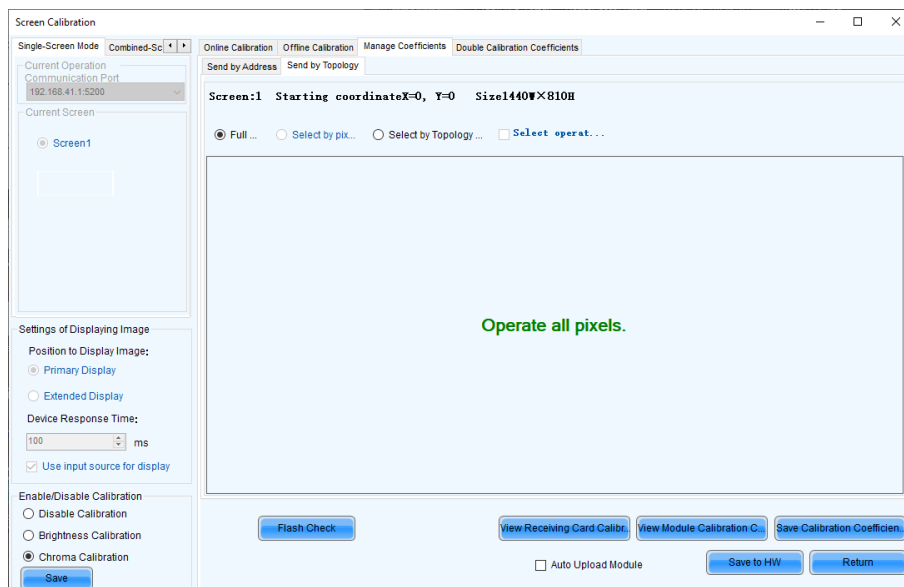 Screen Calibration
Single-Screen Mode Combined-Sc
Online Calibration Offline Calibration Manage Coefficients Double Calibration Coefficients
Send by Address Send by Topology
Current Operation
Communication Port
192.168.41.1:5200
Current Screen
Screen1
Screen:1 Starting coordinateX=0, Y=0 Size1440W×810H
Full ... Select by pix... Select by Topology ... Select operat...
Operate all pixels.
Settings of Displaying Image
Position to Display Image:
Primary Display
Extended Display
Device Response Time:
100 ms
Use input source for display
Enable/Disable Calibration
Disable Calibration
Brightness Calibration
Chroma Calibration
Save
Flash Check View Receiving Card Calibr... View Module Calibration C... Save Calibration Coefficien...
Auto Upload Module Save to HW Return